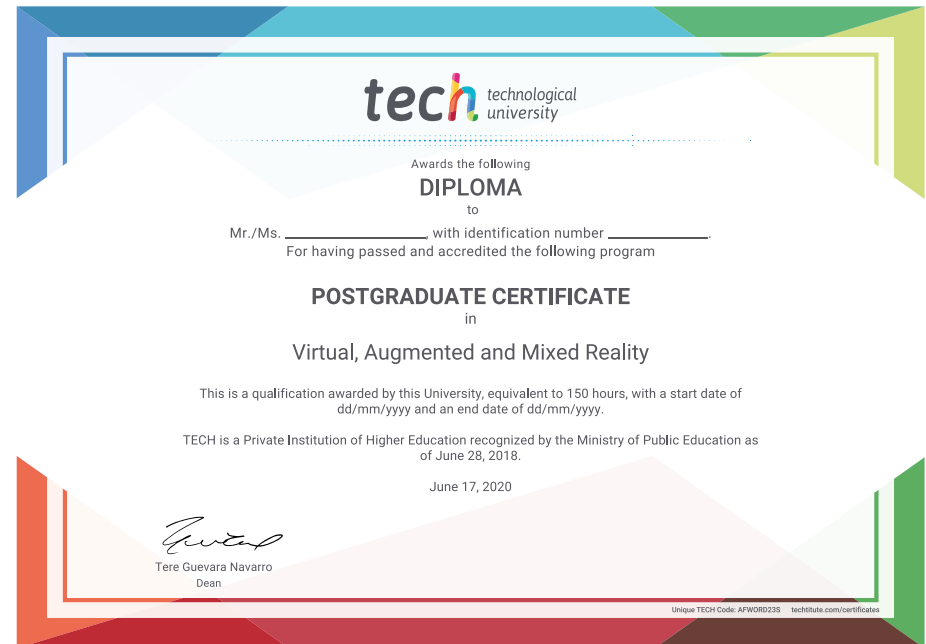 tech technological
university
Awards the following
DIPLOMA
to
Mr./Ms. ____________________, with identification number ______________.
For having passed and accredited the following program
POSTGRADUATE CERTIFICATE
in
Virtual, Augmented and Mixed Reality
This is a qualification awarded by this University, equivalent to 150 hours, with a start date of
dd/mm/yyyy and an end date of dd/mm/yyyy.
TECH is a Private Institution of Higher Education recognized by the Ministry of Public Education as
of June 28, 2018.
June 17, 2020
Tere Guevara Navarro
Dean
Unique TECH Code: AFWORD23S techtitute.com/certificates